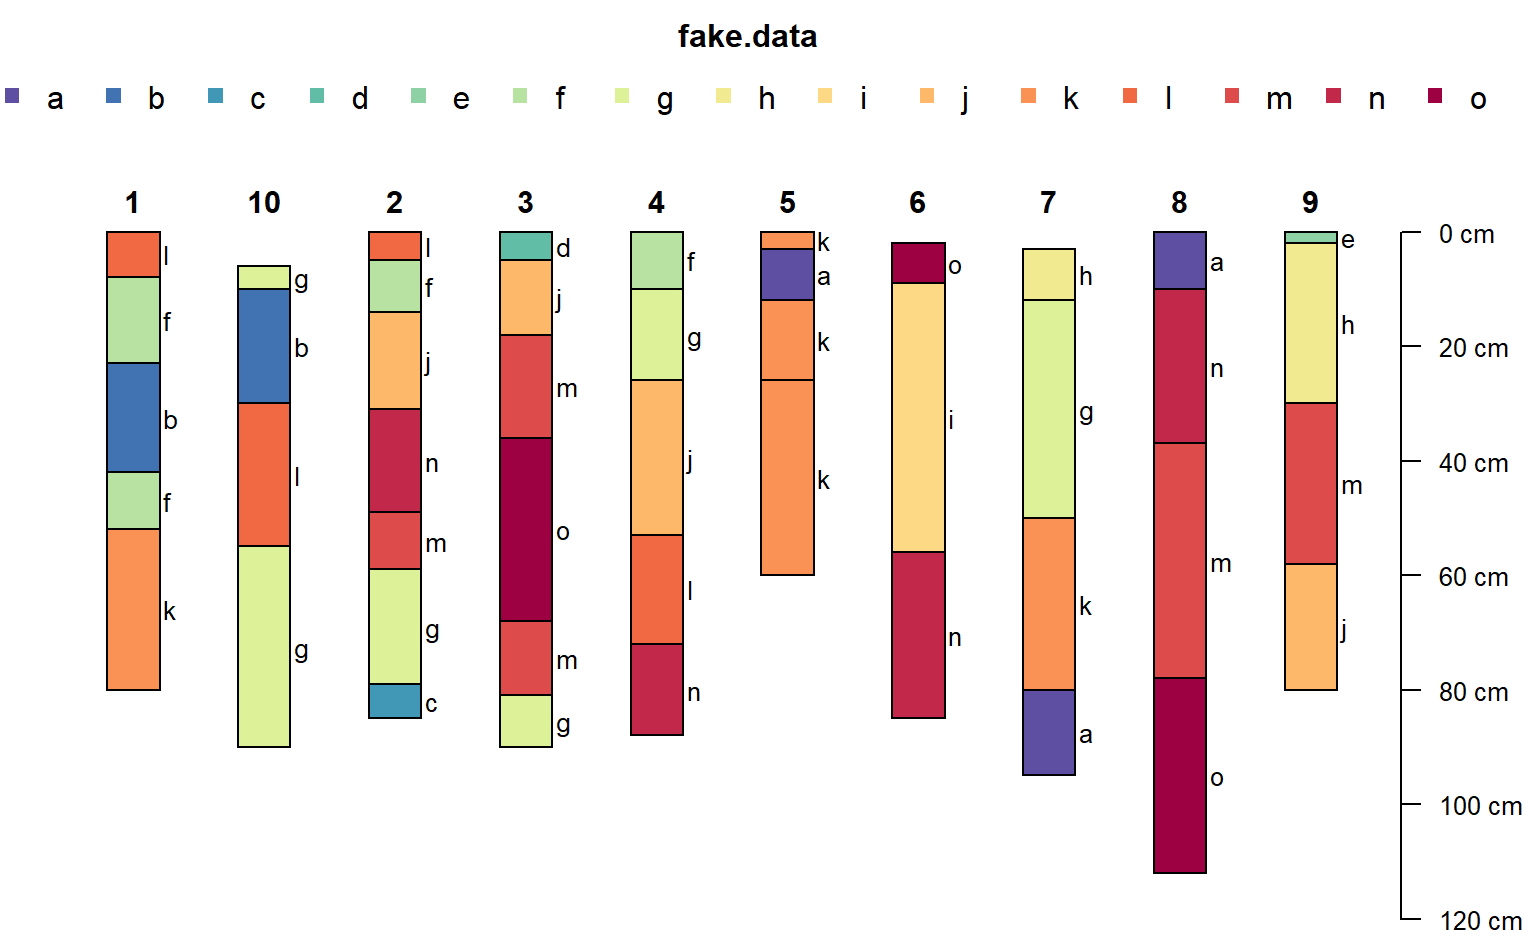 fake.data
a b c d e f g h i j k l m n o
1 10 2 3 4 5 6 7 8 9
l
f
b
f
k
g
b
l
g
l
f
j
n
m
g
c
d
j
m
o
m
g
f
g
j
l
n
k
a
k
k
o
i
n
h
g
k
a
a
n
m
o
e
h
m
j
0 cm
20 cm
40 cm
60 cm
80 cm
100 cm
120 cm